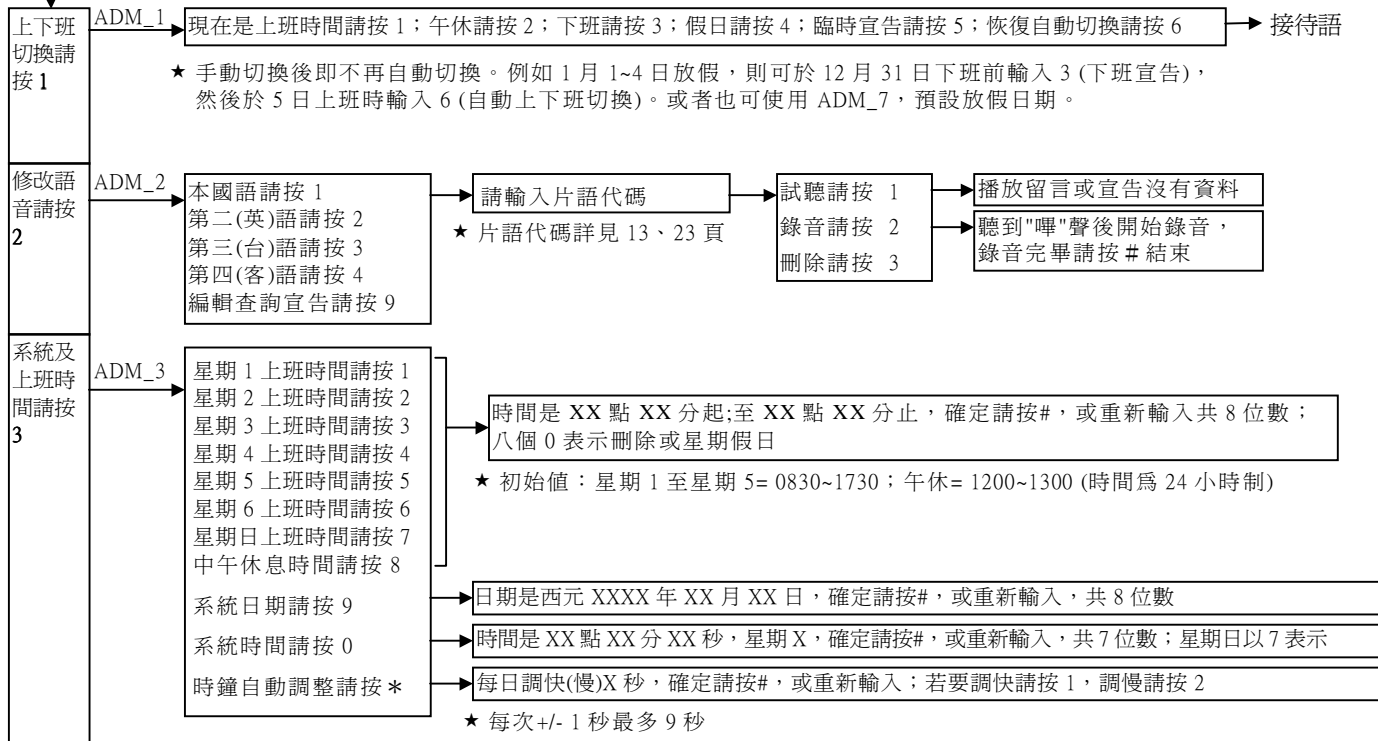 上下班
切換請
按 1
ADM_1
現在是上班時間請按 1；午休請按 2；下班請按 3；假日請按 4；臨時宣告請按 5；恢復自動切換請按 6
接待語
★ 手動切換後即不再自動切換。例如 1 月 1~4 日放假，則可於 12 月 31 日下班前輸入 3 (下班宣告)，
然後於 5 日上班時輸入 6 (自動上下班切換)。或者也可使用 ADM_7，預設放假日期。
修改語
音請按
2
ADM_2
本國語請按 1
第二(英)語請按 2
第三(台)語請按 3
第四(客)語請按 4
編輯查詢宣告請按 9
請輸入片語代碼
★ 片語代碼詳見 13、23 頁
試聽請按 1
錄音請按 2
刪除請按 3
播放留言或宣告沒有資料
聽到"嗶"聲後開始錄音，
錄音完畢請按＃結束
系統及
上班時
間請按
3
ADM_3
星期 1 上班時間請按 1
星期 2 上班時間請按 2
星期 3 上班時間請按 3
星期 4 上班時間請按 4
星期 5 上班時間請按 5
星期 6 上班時間請按 6
星期日上班時間請按 7
中午休息時間請按 8
系統日期請按 9
系統時間請按 0
時鐘自動調整請按＊
時間是 XX 點 XX 分起;至 XX 點 XX 分止，確定請按#，或重新輸入共 8 位數；
八個 0 表示刪除或星期假日
★ 初始值：星期 1 至星期 5= 0830~1730；午休= 1200~1300 (時間為 24 小時制)
日期是西元 XXXX 年 XX 月 XX 日，確定請按#，或重新輸入，共 8 位數
時間是 XX 點 XX 分 XX 秒，星期 X，確定請按#，或重新輸入，共 7 位數；星期日以 7 表示
每日調快(慢)X 秒，確定請按#，或重新輸入；若要調快請按 1，調慢請按 2
★ 每次+/- 1 秒最多 9 秒